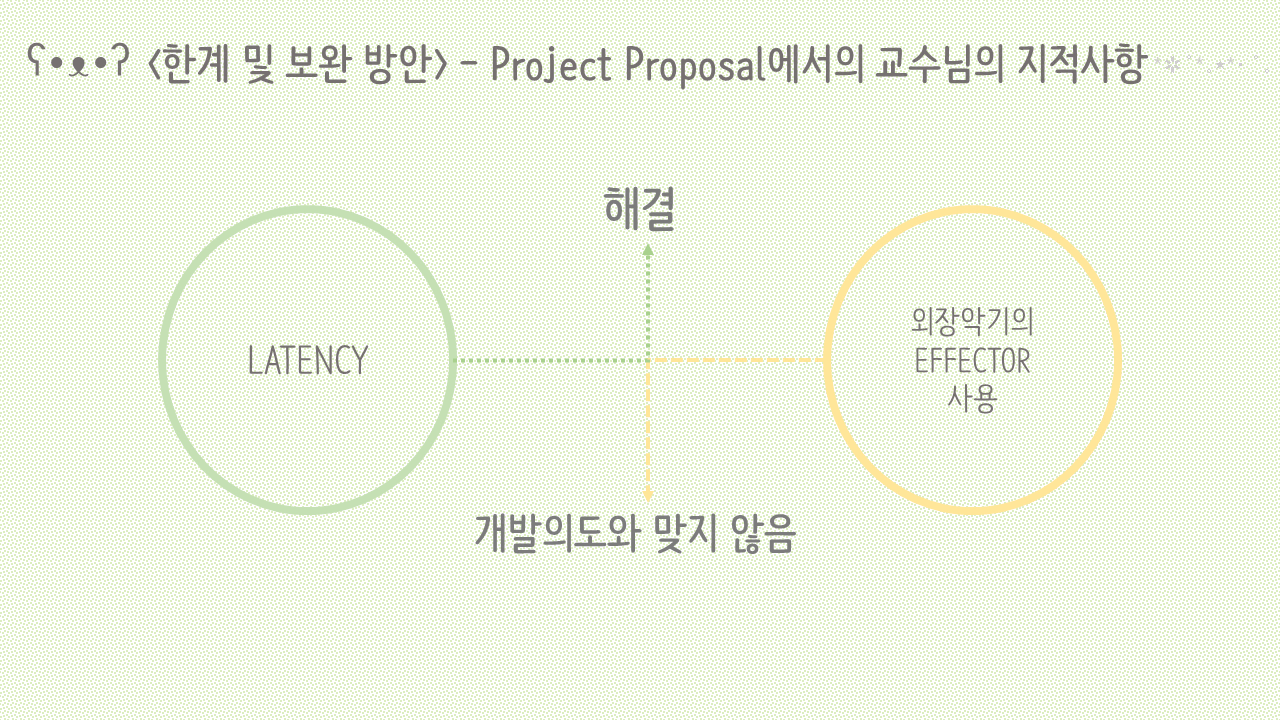 ʕ•ᴥ•ʔ <한계 및 보완 방안> - Project Proposal에서의 교수님의 지적사항
해결
LATENCY
외장악기의
EFFECTOR
사용
개발의도와 맞지 않음